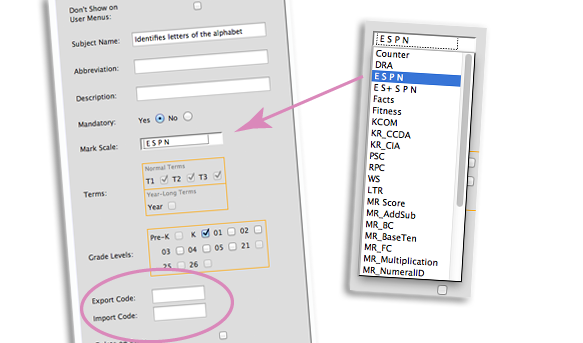 Don't Show on
User Menus:
Subject Name: Identifies letters of the alphabet
Abbreviation:
Description:
Mandatory: Yes No
Mark Scale: E S P N
Normal Terms
T1 T2 T3
Terms:
Year-Long Terms
Year
Pre-K K 01 02
Grade Levels: 03 04 05 21
25 26
Export Code:
Import Code:
E S P N
Counter
DRA
E S P N
E S+ S P N
Facts
Fitness
KCOM
KR_CCDA
KR_CIA
PSC
RPC
WS
LTR
MR Score
MR_AddSub
MR_BC
MR_BaseTen
MR_FC
MR_Multiplication
MR_NumeralID